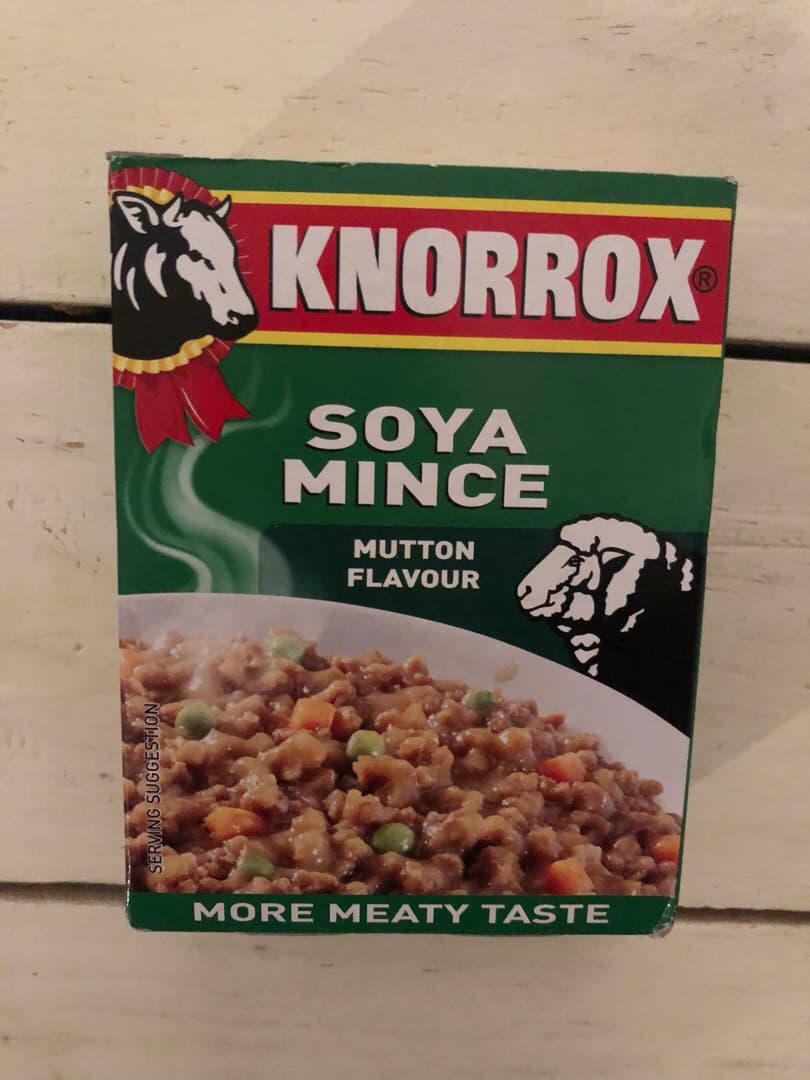 KNORROX®
SOYA
MINCE
MUTTON
FLAVOUR
SERVING SUGGESTION
MORE MEATY TASTE